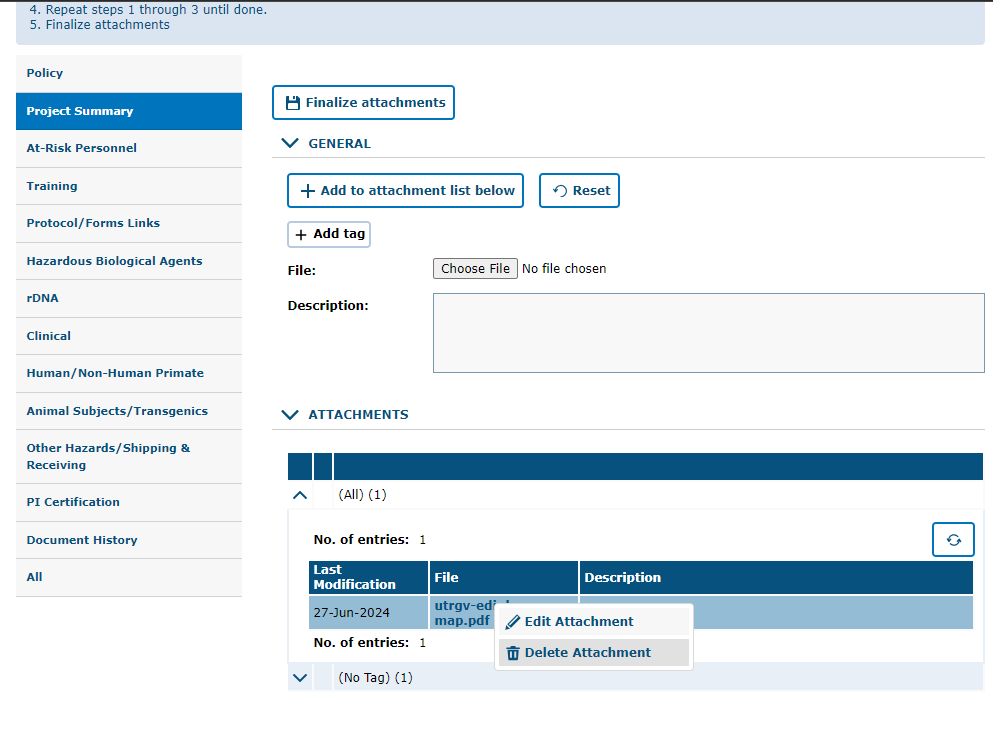 4. Repeat steps 1 through 3 until done.
5. Finalize attachments
Policy
Project Summary
At-Risk Personnel
Training
Protocol/Forms Links
Hazardous Biological Agents
rDNA
Clinical
Human/Non-Human Primate
Animal Subjects/Transgenics
Other Hazards/Shipping &
Receiving
PI Certification
Document History
All
Finalize attachments
GENERAL
Add to attachment list below
Reset
Add tag
File:
Choose File No file chosen
Description:
ATTACHMENTS
(All) (1)
No. of entries: 1
Last
Modification
File
Description
27-Jun-2024
map.pdf
Edit Attachment
Delete Attachment
No. of entries: 1
(No Tag) (1)